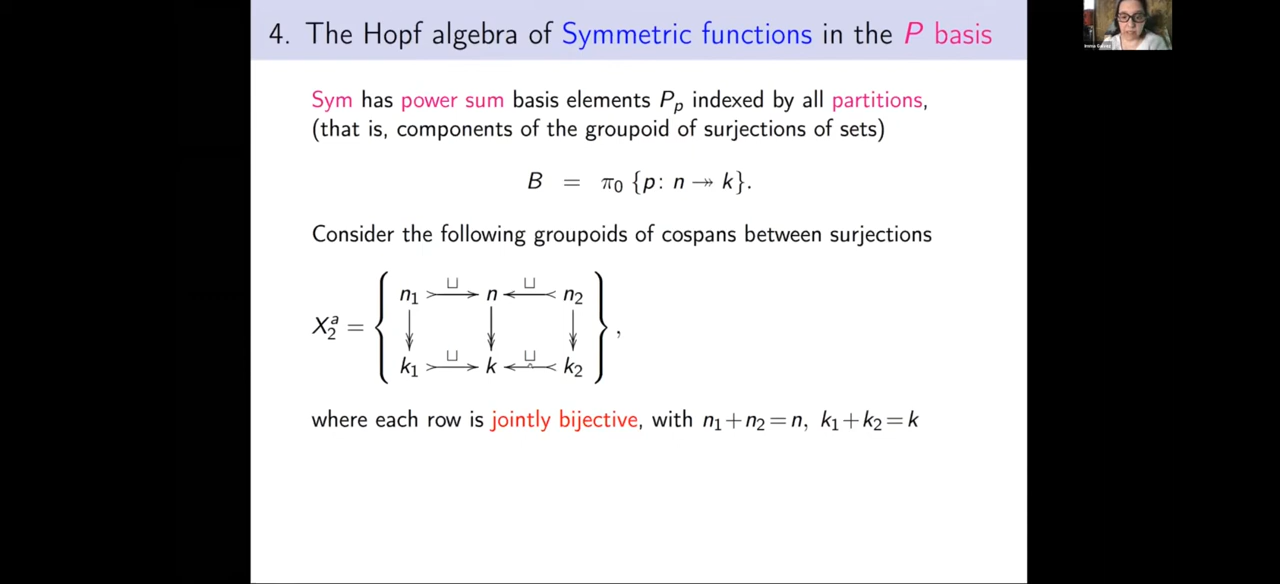 4. The Hopf algebra of Symmetric functions in the P basis
Sym has power sum basis elements Pₚ indexed by all partitions,
(that is, components of the groupoid of surjections of sets)
B = π₀ {p: n ↠ k}.
Consider the following groupoids of cospans between surjections
⊔ ⊔
n₁ ↣ n ↢ n₂
X₂ᵃ = { ↡ ↡ ↡ },
⊔ ⊔
k₁ ↣ k ↢ k₂
where each row is jointly bijective, with n₁+n₂=n, k₁+k₂=k